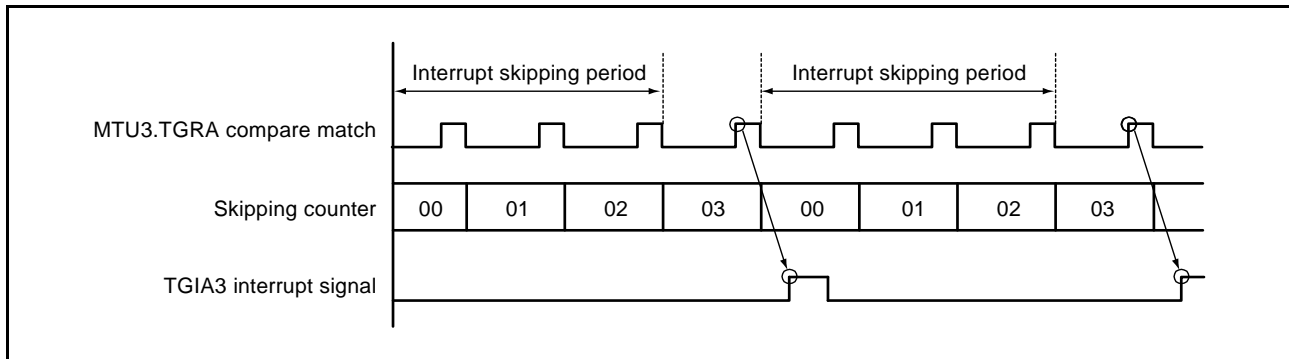 Interrupt skipping period Interrupt skipping period
MTU3.TGRA compare match
Skipping counter 00 01 02 03 00 01 02 03
TGIA3 interrupt signal